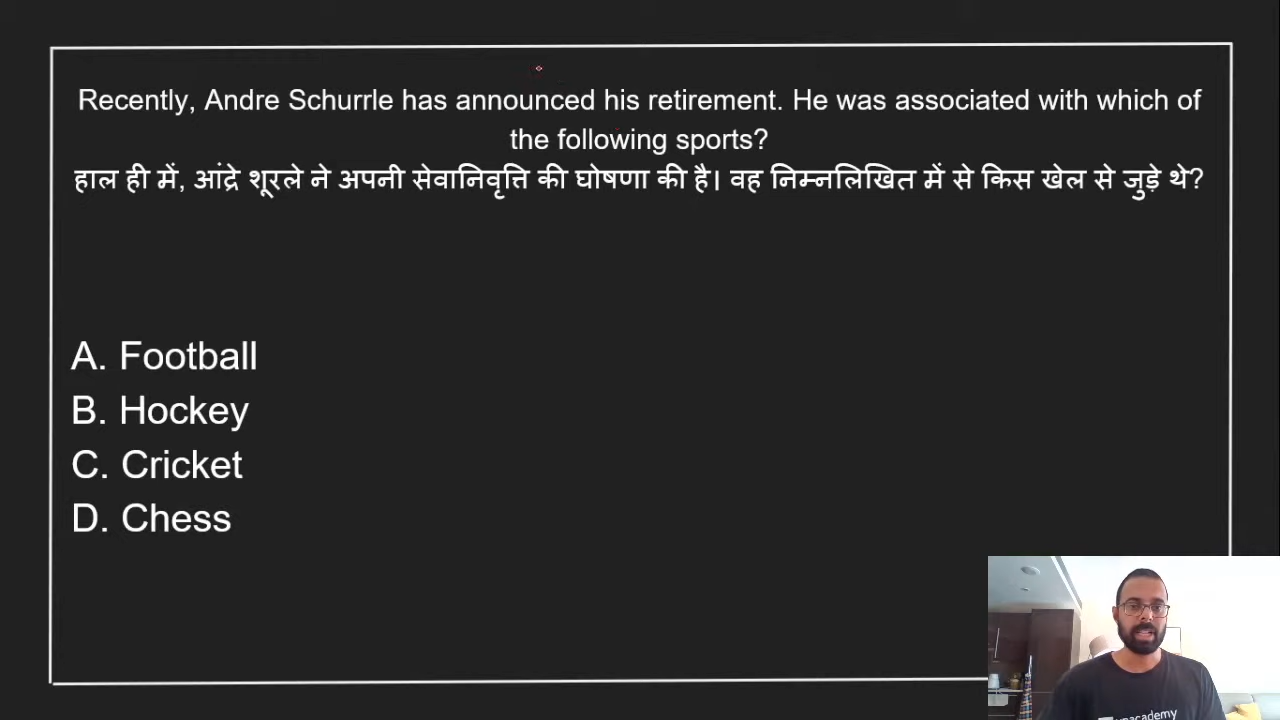 Recently, Andre Schurrle has announced his retirement. He was associated with which of
the following sports?
हाल ही में, आंद्रे शूरले ने अपनी सेवानिवृत्ति की घोषणा की है। वह निम्नलिखित में से किस खेल से जुड़े थे?
A. Football
B. Hockey
C. Cricket
D. Chess
unacademy